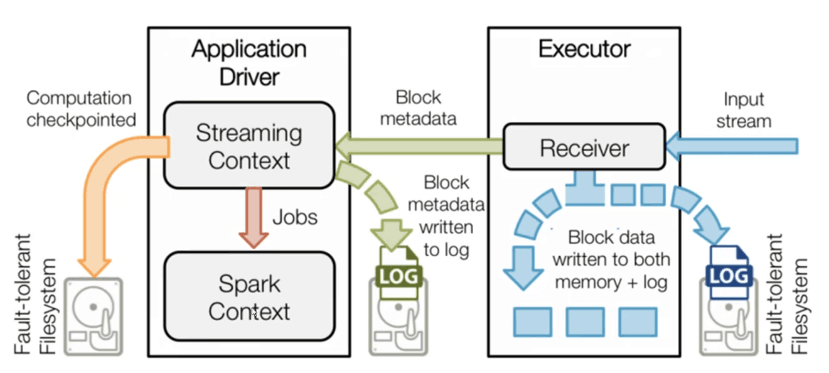 Application
Driver
Executor
Computation
checkpointed
Streaming
Context
Block
metadata
Receiver
Input
stream
Jobs
Block
metadata
written
to log
Block data
written to both
memory + log
Spark
Context
LOG
LOG
Fault-tolerant
Filesystem
Fault-tolerant
Filesystem